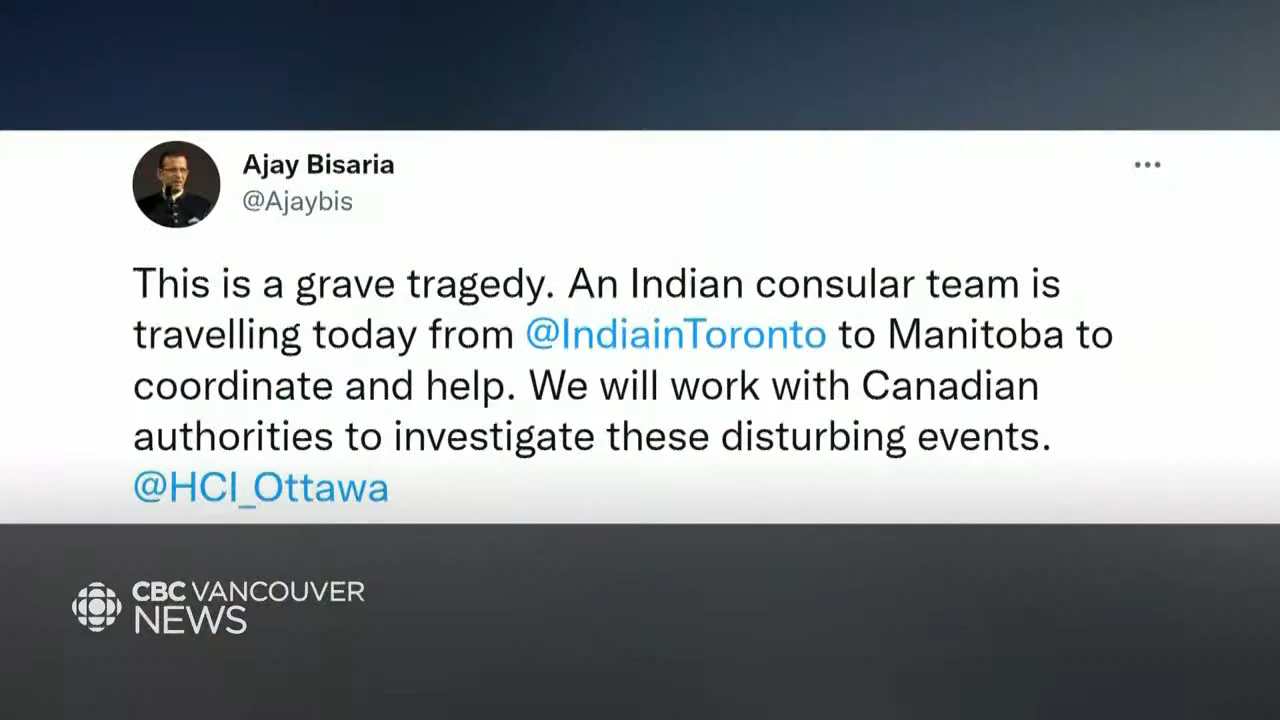 Ajay Bisaria
@Ajaybis
This is a grave tragedy. An Indian consular team is
travelling today from @IndiainToronto to Manitoba to
coordinate and help. We will work with Canadian
authorities to investigate these disturbing events.
@HCI_Ottawa
CBC VANCOUVER
NEWS